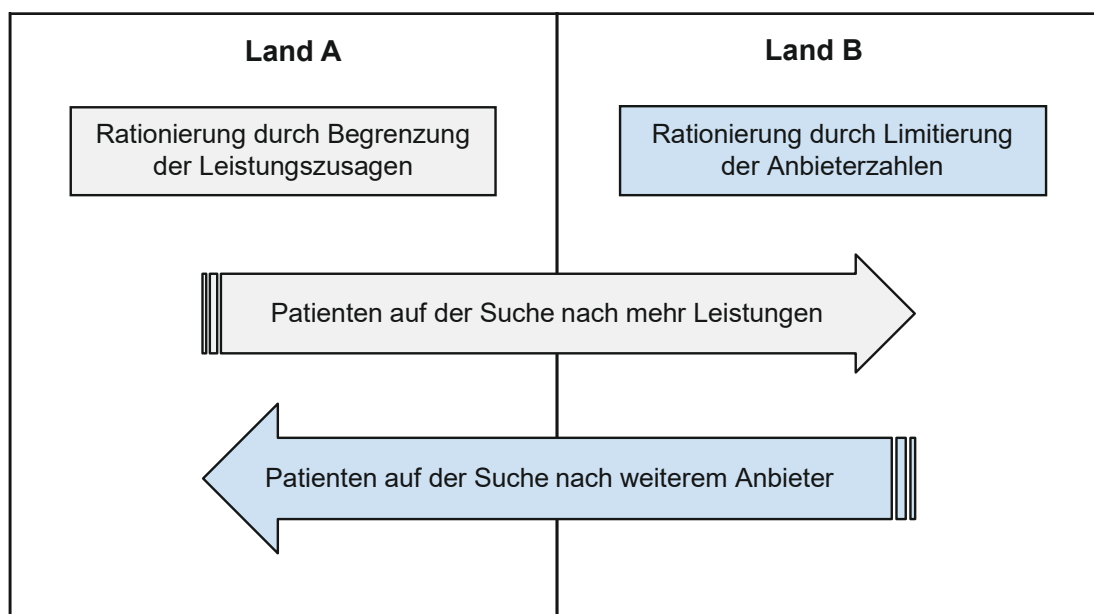 Land A
Land B
Rationierung durch Begrenzung
der Leistungszusagen
Rationierung durch Limitierung
der Anbieterzahlen
Patienten auf der Suche nach mehr Leistungen
Patienten auf der Suche nach weiterem Anbieter